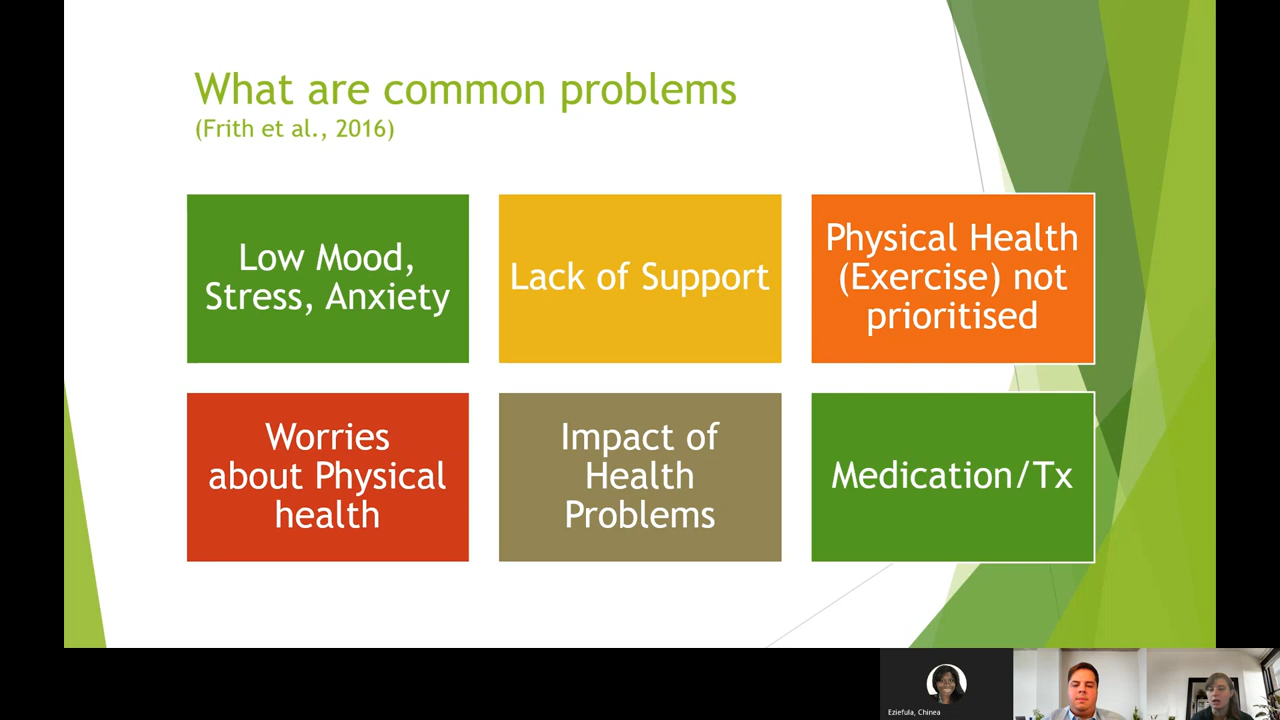 What are common problems
(Frith et al., 2016)
Low Mood,
Stress, Anxiety
Lack of Support
Physical Health
(Exercise) not
prioritised
Worries
about Physical
health
Impact of
Health
Problems
Medication/Tx
Eziefula, Chinea